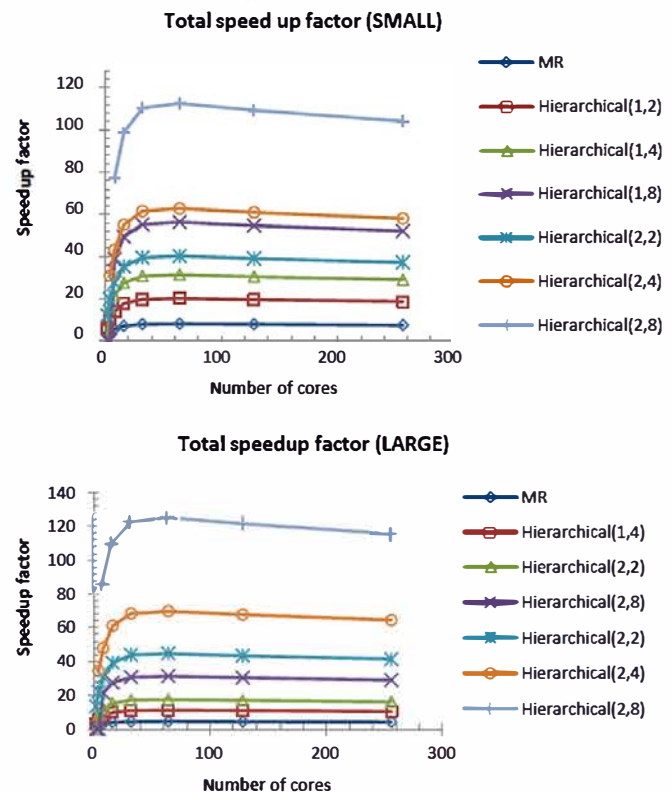 Total speed up factor (SMALL)
120
100
80
60
40
20
0
Speedup factor
0 100 200 300
Number of cores
MR
Hierarchical(1,2)
Hierarchical(1,4)
Hierarchical(1,8)
Hierarchical(2,2)
Hierarchical(2,4)
Hierarchical(2,8)
Total speedup factor (LARGE)
140
120
100
80
60
40
20
0
Speedup factor
0 100 200 300
Number of cores
MR
Hierarchical(1,4)
Hierarchical(2,2)
Hierarchical(2,8)
Hierarchical(2,2)
Hierarchical(2,4)
Hierarchical(2,8)